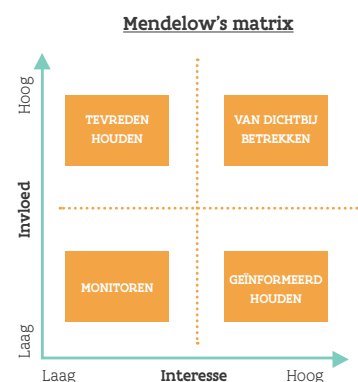 Mendelow's matrix
Hoog
TEVREDEN
HOUDEN
VAN DICHTBIJ
BETREKKEN
Invloed
MONITOREN
GEÏNFORMEERD
HOUDEN
Laag
Laag
Interesse
Hoog